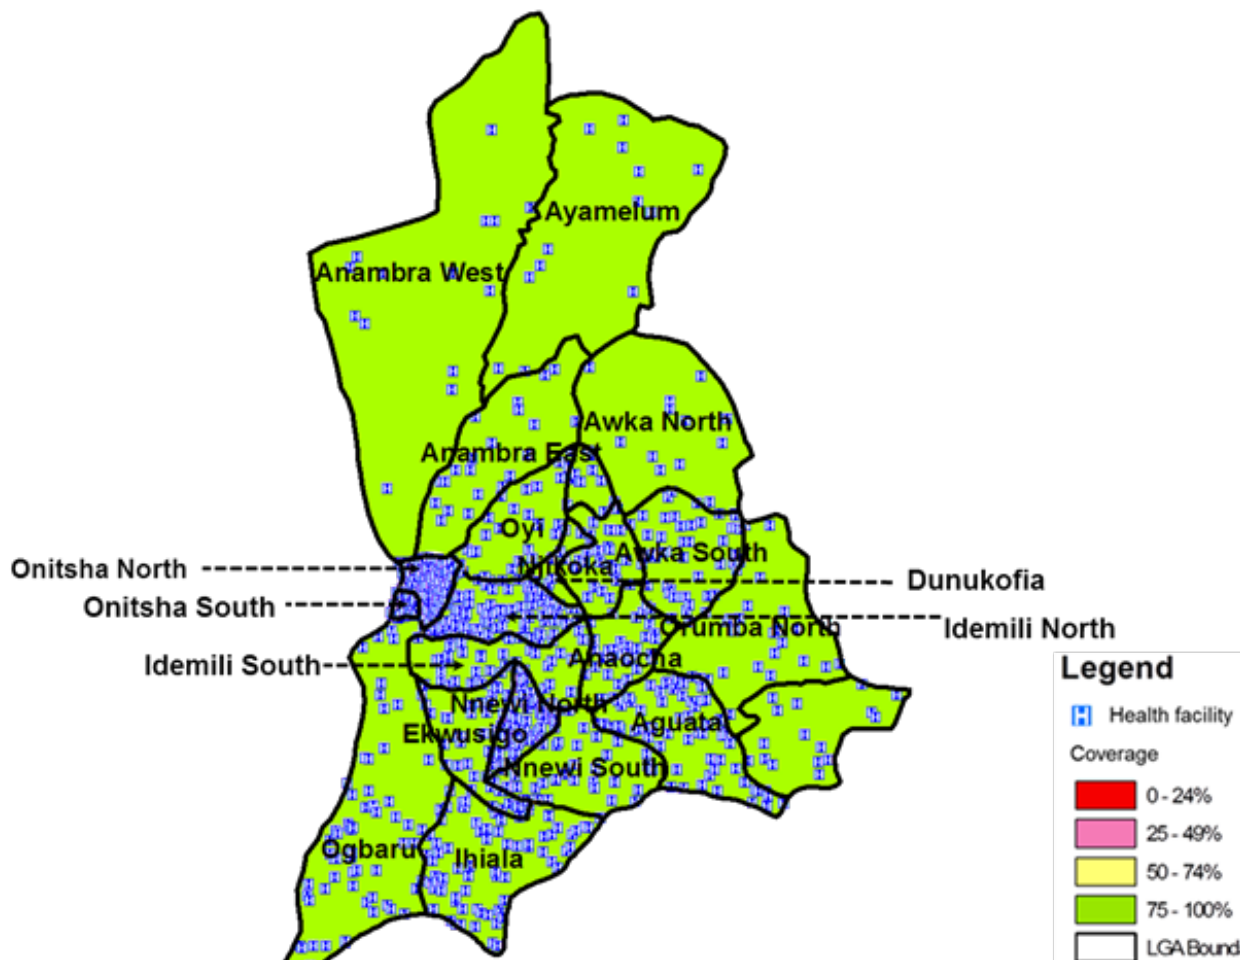 Ayamelum
Anambra West
Awka North
Anambra East
Oyi
Awka South
Njikoka
Onitsha North
Dunukofia
Onitsha South
Idemili North
Orumba North
Anaocha
Idemili South
Nnewi North
Aguata
Ekwusigo
Nnewi South
Ogbaru
Ihiala
Legend
H Health facility
Coverage
0 - 24%
25 - 49%
50 - 74%
75 - 100%
LGA Bound